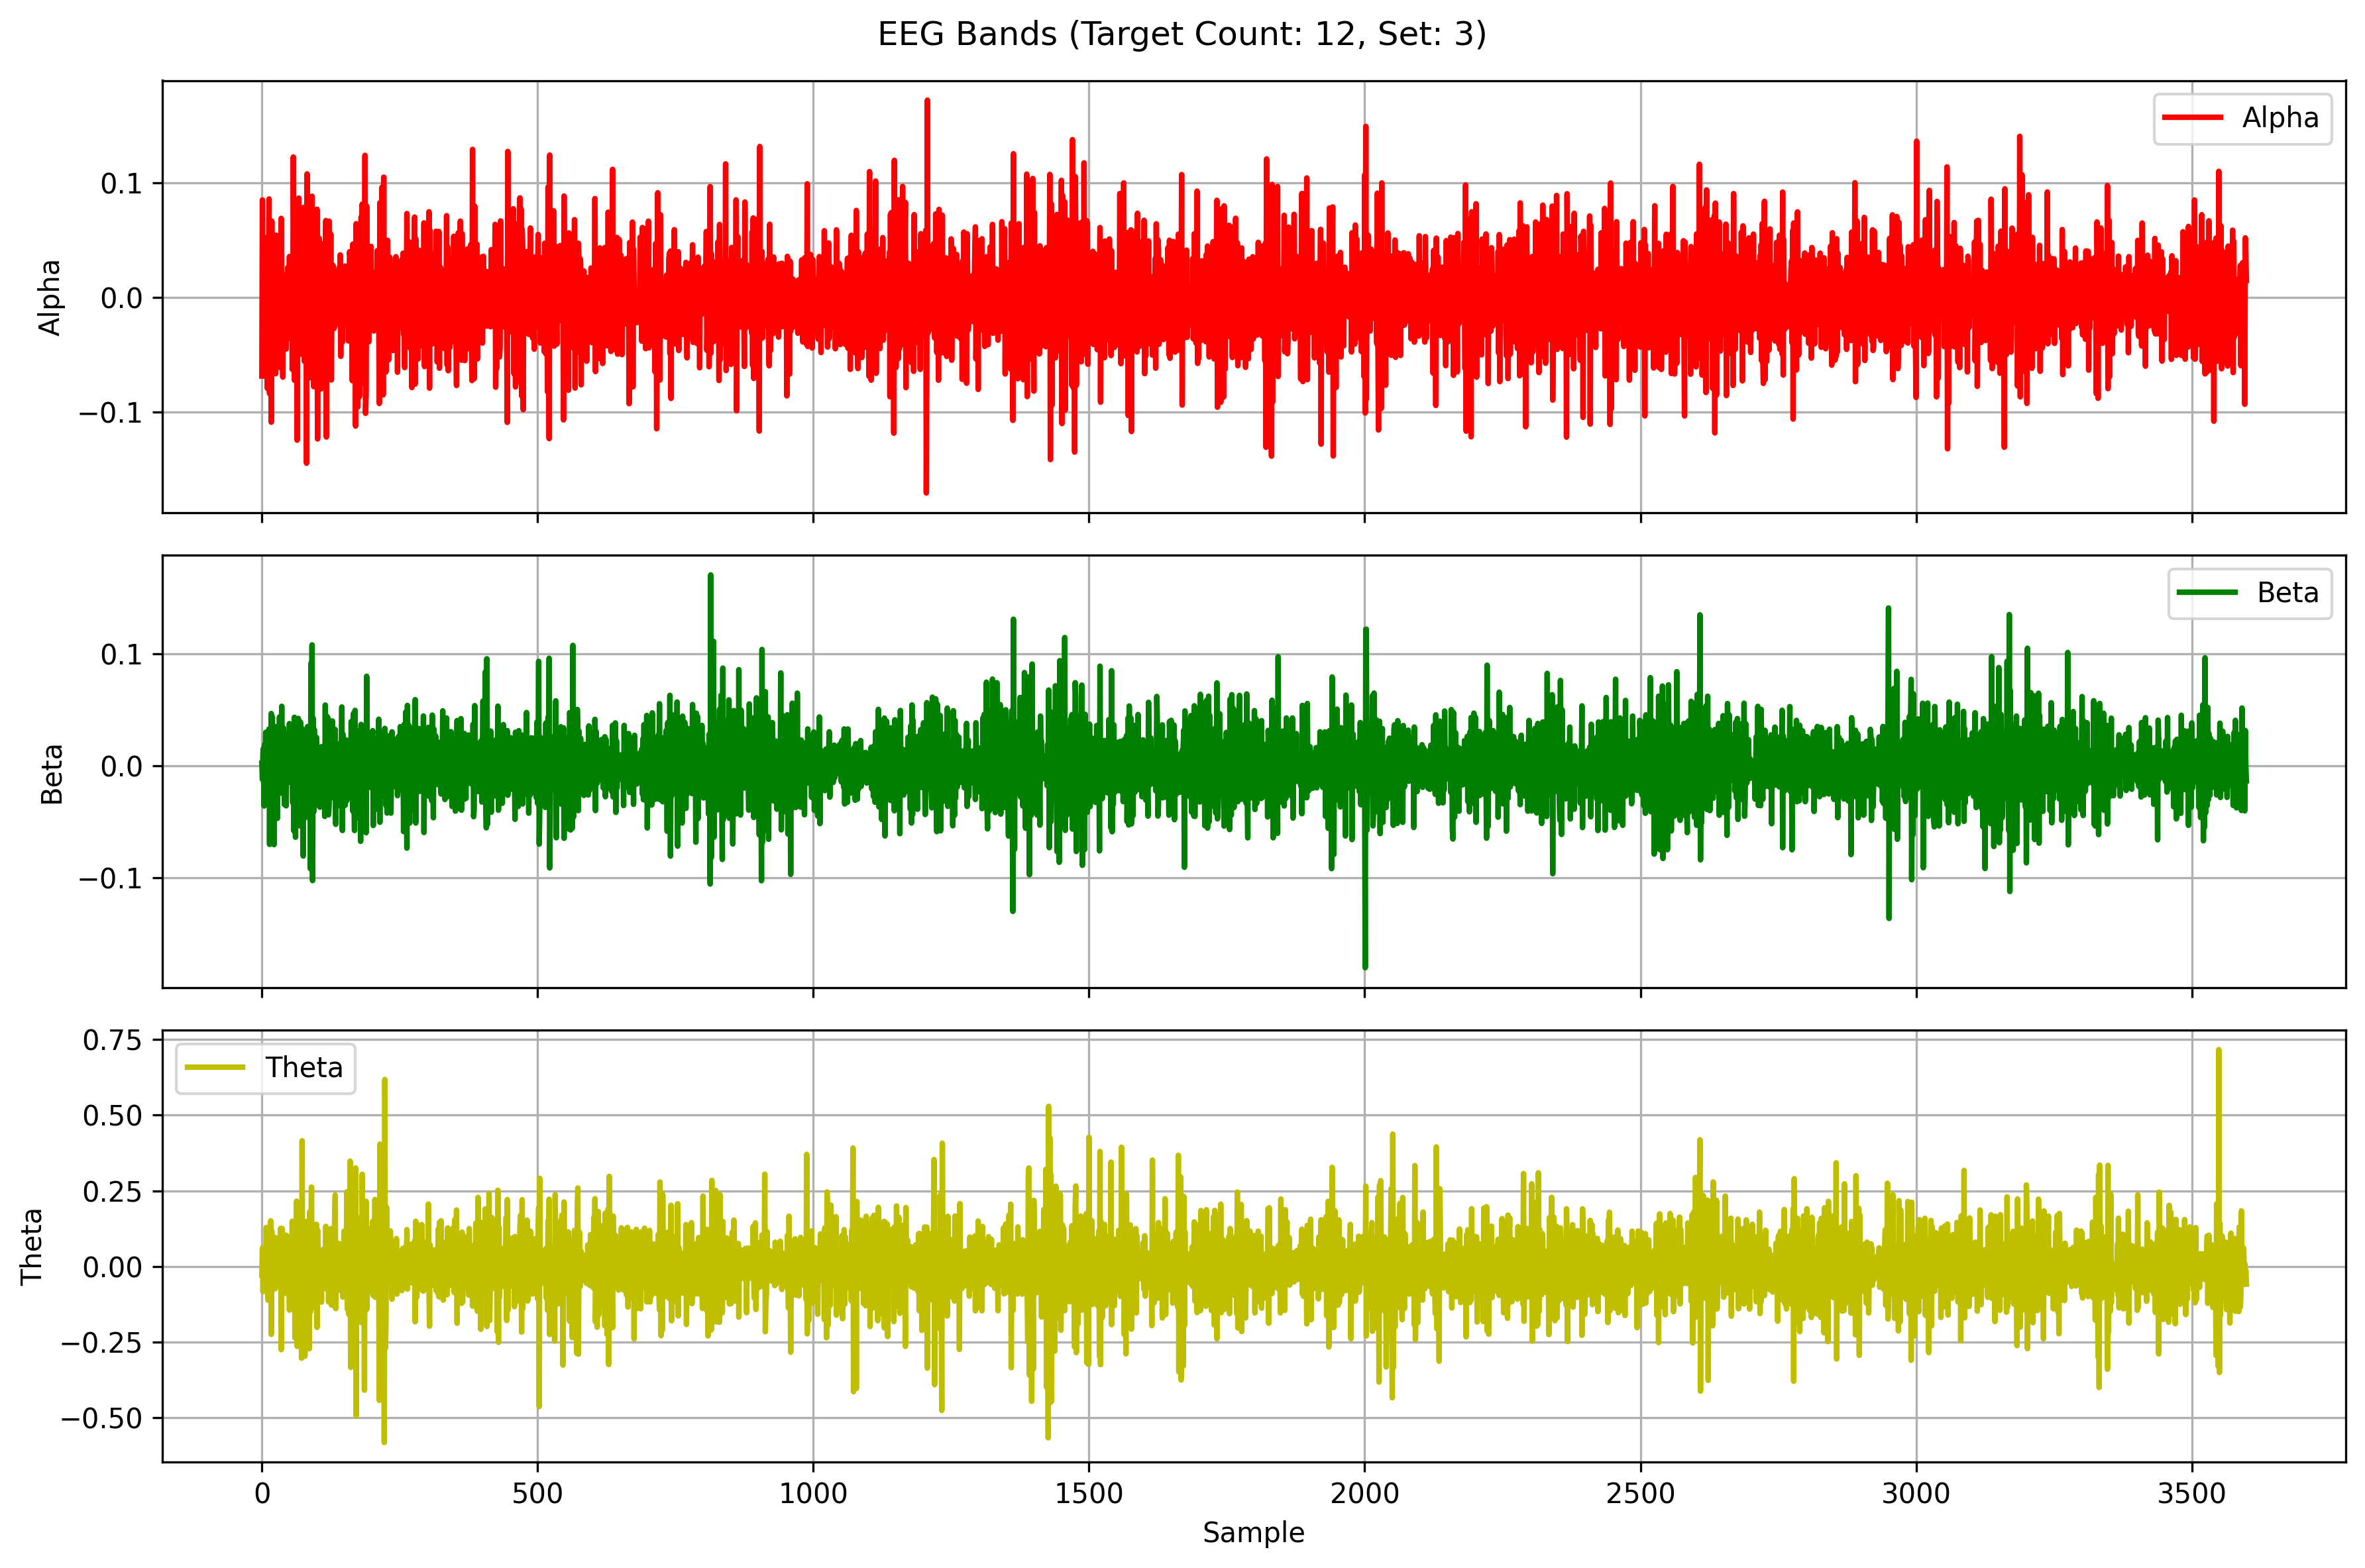 EEG Bands (Target Count: 12, Set: 3)
Alpha
0.1
0.0
−0.1
Alpha
Beta
0.1
0.0
−0.1
Beta
Theta
0.75
0.50
0.25
0.00
−0.25
−0.50
Theta
0 500 1000 1500 2000 2500 3000 3500
Sample